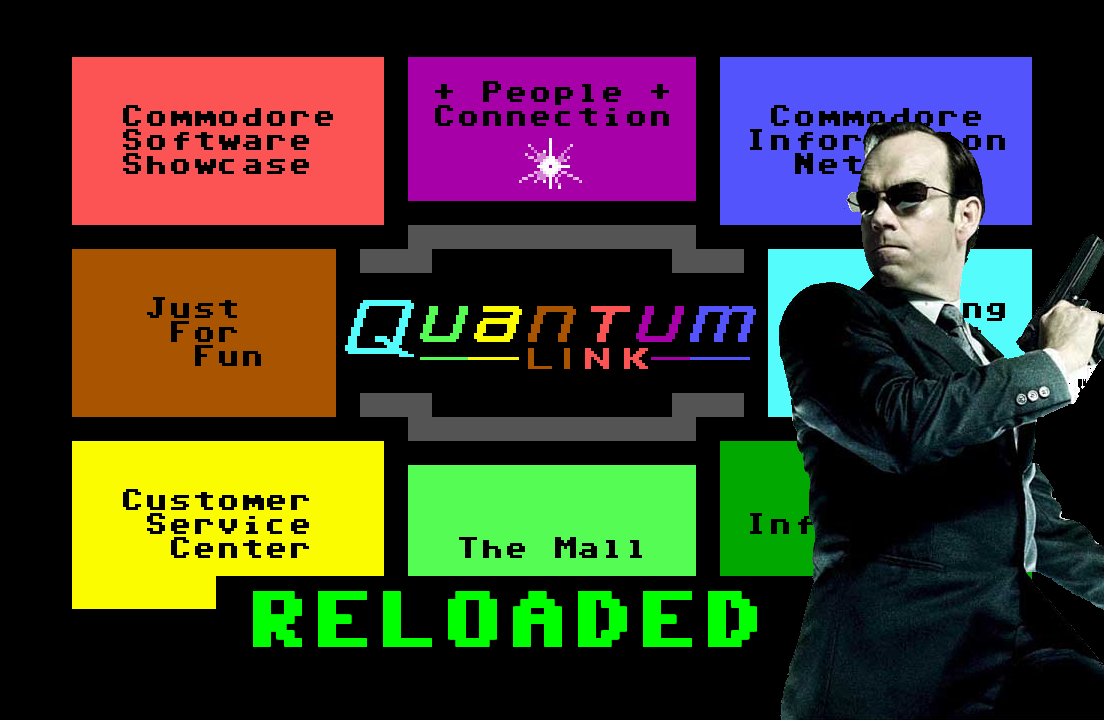 Commodore
Software
Showcase
+ People +
Connection
Commodore
Just
For
Fun
QuanTum
LINK
Customer
Service
Center
The Mall
RELOADED